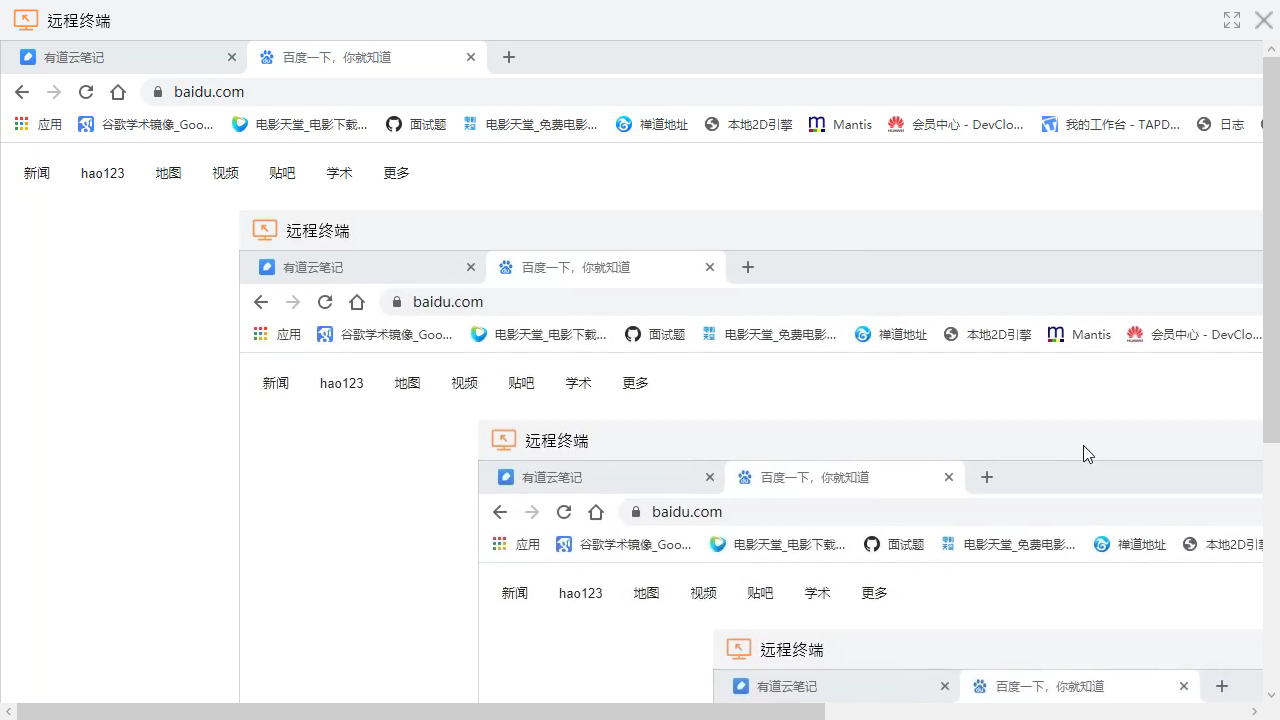 远程终端
有道云笔记 百度一下，你就知道
baidu.com
应用 谷歌学术镜像_Goo... 电影天堂_电影下载... 面试题 电影天堂_免费电影... 禅道地址 本地2D引擎 Mantis 会员中心 - DevClo... 我的工作台 - TAPD... 日志
新闻 hao123 地图 视频 贴吧 学术 更多
远程终端
有道云笔记 百度一下，你就知道
baidu.com
应用 谷歌学术镜像_Goo... 电影天堂_电影下载... 面试题 电影天堂_免费电影... 禅道地址 本地2D引擎 Mantis 会员中心 - DevClo...
新闻 hao123 地图 视频 贴吧 学术 更多
远程终端
有道云笔记 百度一下，你就知道
baidu.com
应用 谷歌学术镜像_Goo... 电影天堂_电影下载... 面试题 电影天堂_免费电影... 禅道地址 本地2D引擎
新闻 hao123 地图 视频 贴吧 学术 更多
远程终端
有道云笔记 百度一下，你就知道